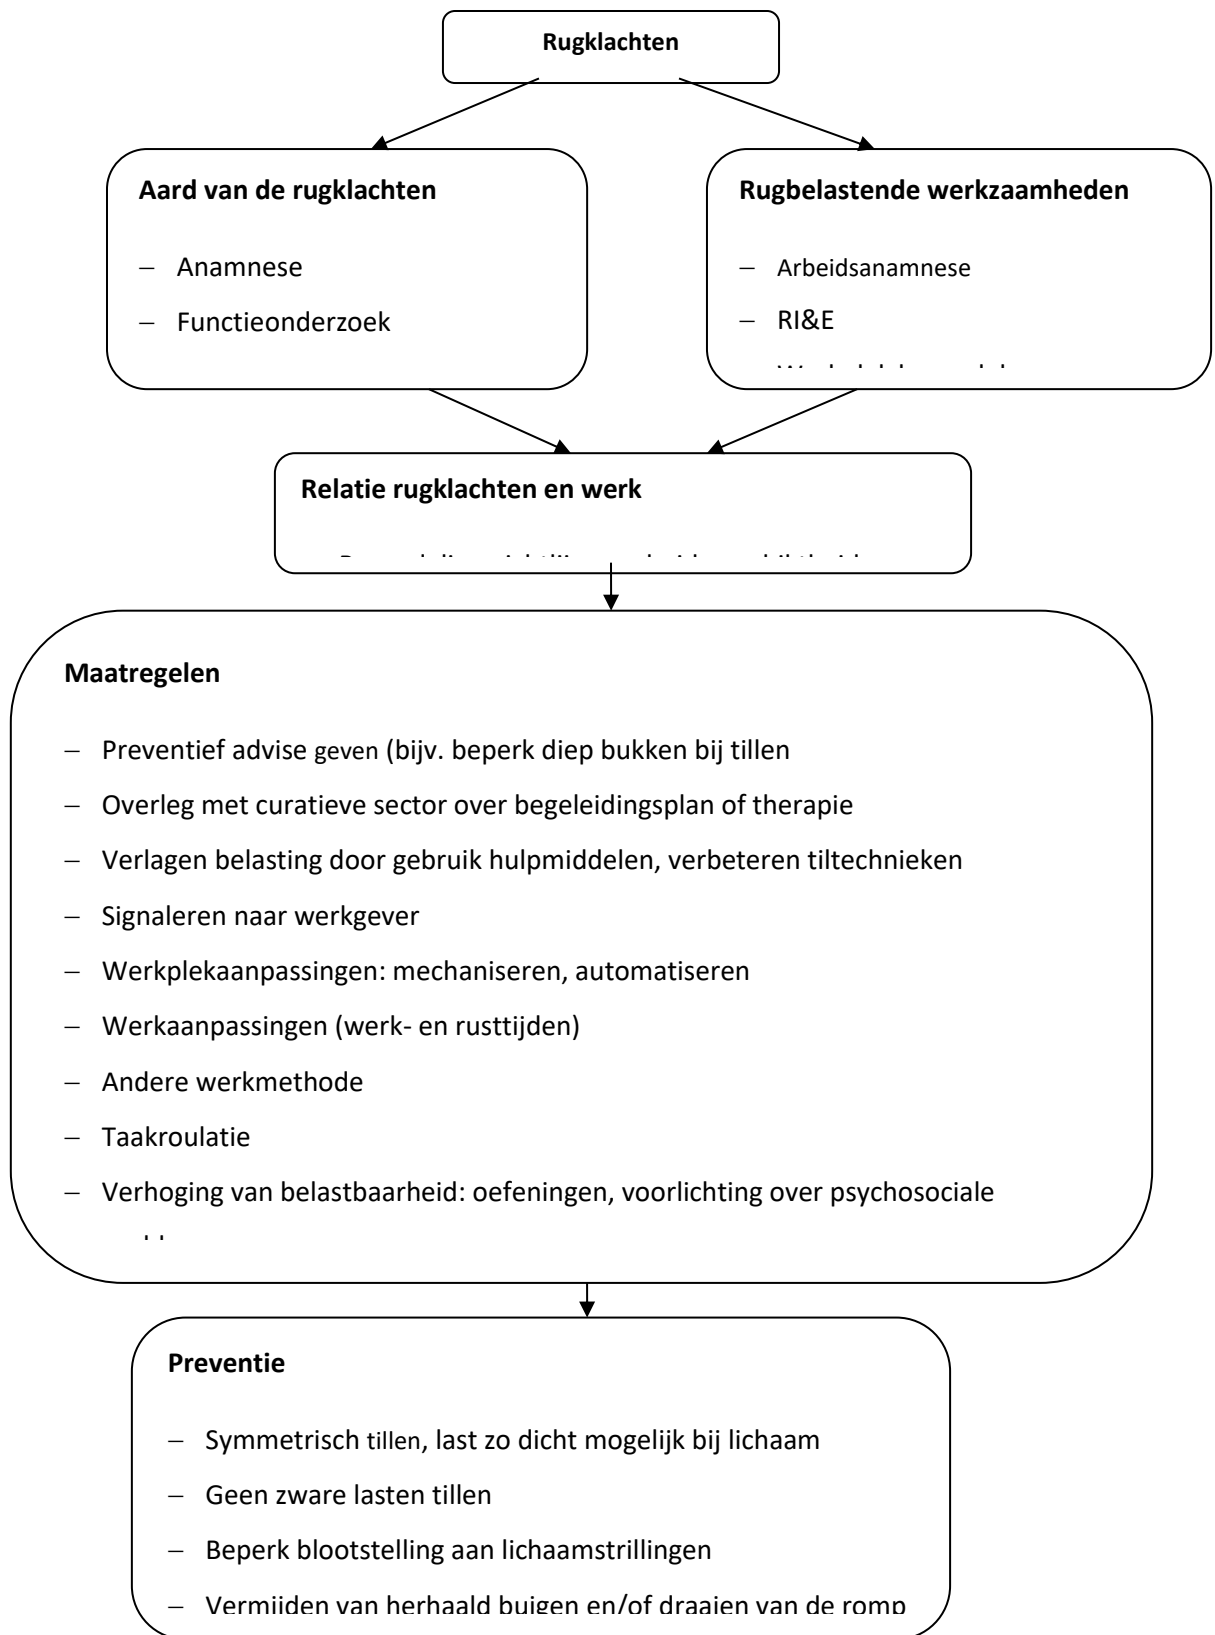 Rugklachten
Aard van de rugklachten
– Anamnese
– Functieonderzoek
Rugbelastende werkzaamheden
– Arbeidsanamnese
– RI&E
Relatie rugklachten en werk
Maatregelen
– Preventief advise geven (bijv. beperk diep bukken bij tillen
– Overleg met curatieve sector over begeleidingsplan of therapie
– Verlagen belasting door gebruik hulpmiddelen, verbeteren tiltechnieken
– Signaleren naar werkgever
– Werkplekaanpassingen: mechaniseren, automatiseren
– Werkaanpassingen (werk- en rusttijden)
– Andere werkmethode
– Taakroulatie
– Verhoging van belastbaarheid: oefeningen, voorlichting over psychosociale
Preventie
– Symmetrisch tillen, last zo dicht mogelijk bij lichaam
– Geen zware lasten tillen
– Beperk blootstelling aan lichaamstrillingen
– Vermijden van herhaald buigen en/of draaien van de romp